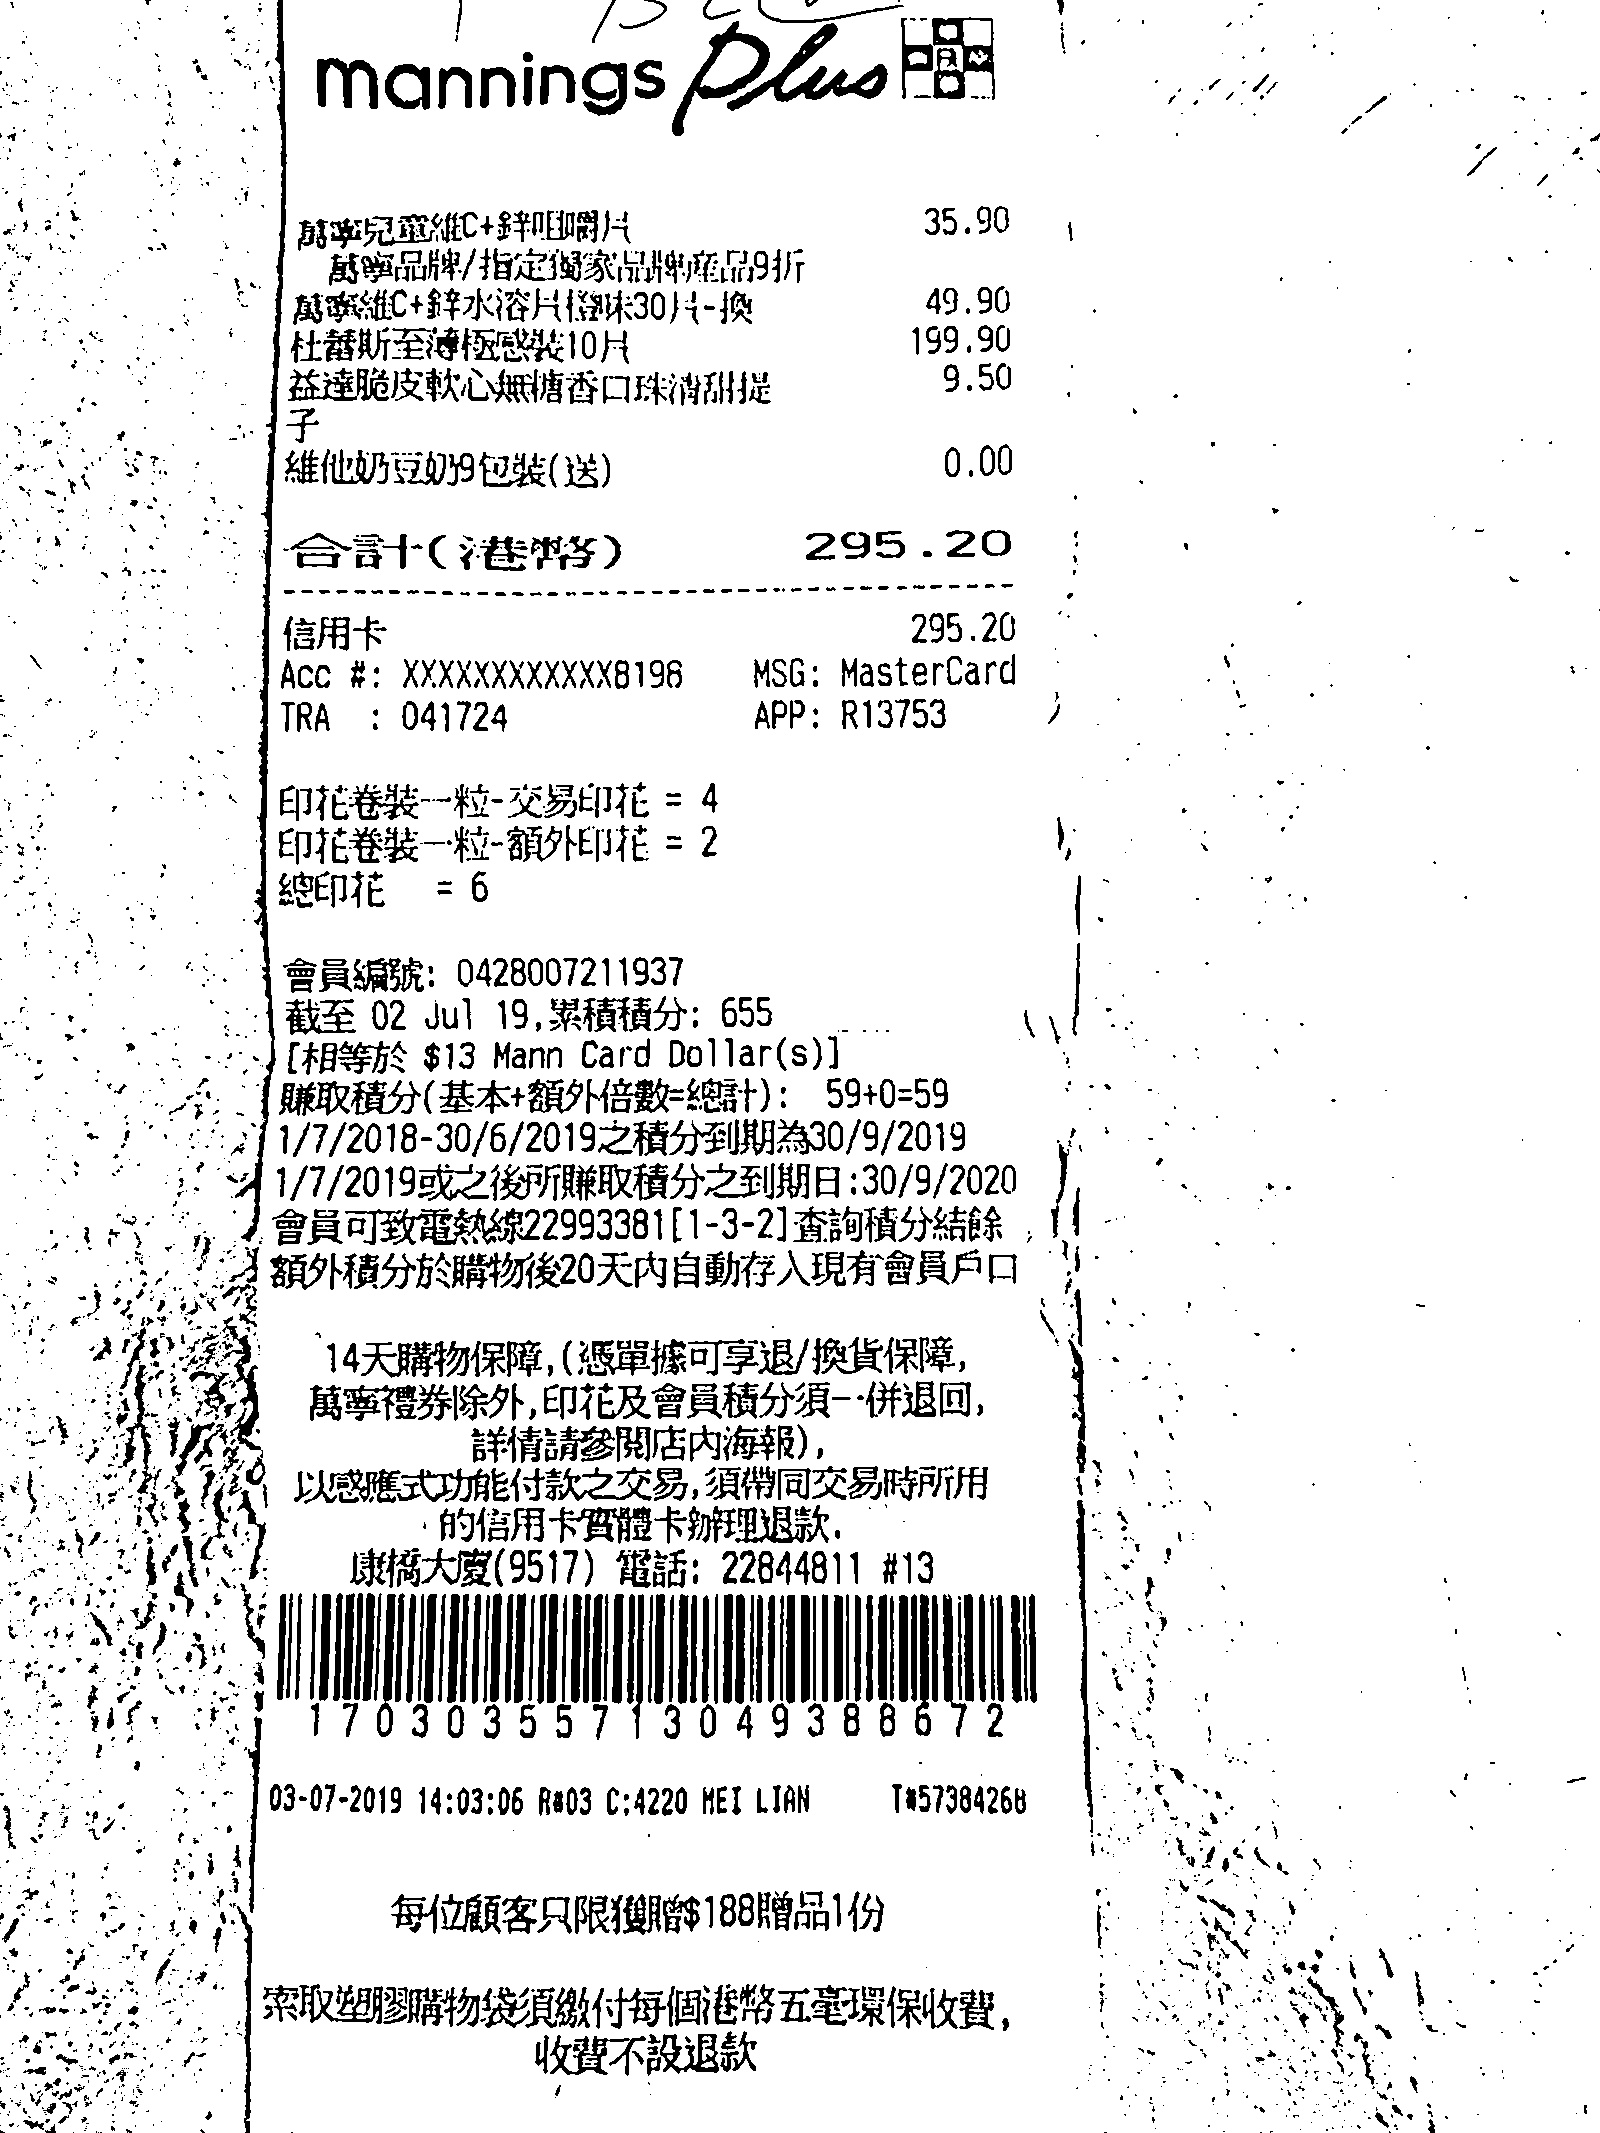 mannings Plus
萬寧兒童維C+鋅咀嚼片 35.90
萬寧品牌/指定獨家品牌産品9折
萬寧維C+鋅水溶片橙味30片-換 49.90
杜蕾斯至薄極感裝10片 199.90
益達脆皮軟心無糖香口珠清甜提 9.50
子
維他奶豆奶9包裝(送) 0.00
合計(港幣) 295.20
信用卡 295.20
Acc #: XXXXXXXXXXXX8198 MSG: MasterCard
TRA : 041724 APP: R13753
印花卷裝一粒-交易印花 = 4
印花卷裝一粒-額外印花 = 2
總印花 = 6
會員編號: 0428007211937
截至 02 Jul 19,累積積分: 655
[相等於 $13 Mann Card Dollar(s)]
賺取積分(基本+額外倍數=總計): 59+0=59
1/7/2018-30/6/2019之積分到期為30/9/2019
1/7/2019或之後所賺取積分之到期日:30/9/2020
會員可致電熱線22993381[1-3-2]查詢積分結餘
額外積分於購物後20天內自動存入現有會員戶口
14天購物保障,(憑單據可享退/換貨保障,
萬寧禮券除外,印花及會員積分須一併退回,
詳情請參閱店內海報),
以感應式功能付款之交易,須帶同交易時所用
的信用卡實體卡辦理退款.
康橋大廈(9517) 電話: 22844811 #13
17030355713049388672
03-07-2019 14:03:06 R#03 C:4220 MEI LIAN T#57384268
每位顧客只限獲贈$188贈品1份
索取塑膠購物袋須繳付每個港幣五毫環保收費,
收費不設退款